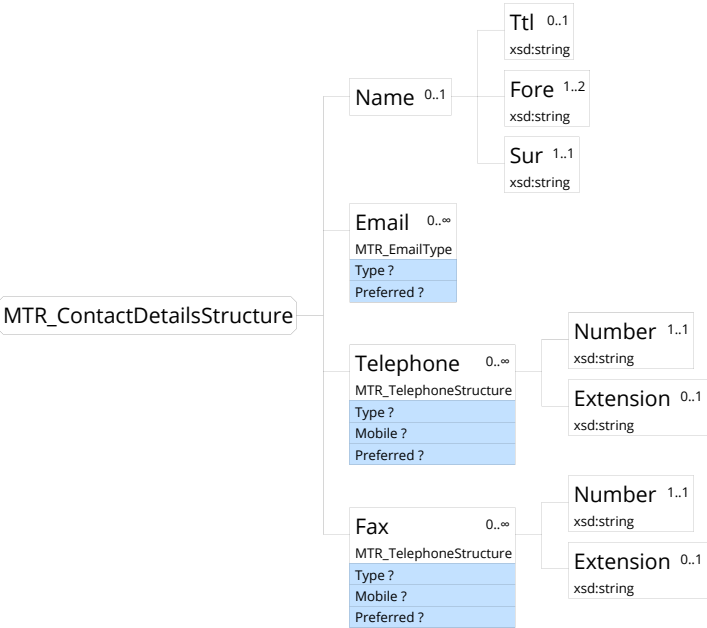 MTR_ContactDetailsStructure
Name 0..1
Ttl 0..1
xsd:string
Fore 1..2
xsd:string
Sur 1..1
xsd:string
Email 0..∞
MTR_EmailType
Type ?
Preferred ?
Telephone 0..∞
MTR_TelephoneStructure
Type ?
Mobile ?
Preferred ?
Number 1..1
xsd:string
Extension 0..1
xsd:string
Fax 0..∞
MTR_TelephoneStructure
Type ?
Mobile ?
Preferred ?
Number 1..1
xsd:string
Extension 0..1
xsd:string